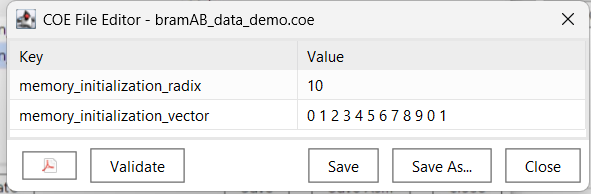 COE File Editor - bramAB_data_demo.coe
Key Value
memory_initialization_radix 10
memory_initialization_vector 0 1 2 3 4 5 6 7 8 9 0 1
Validate Save Save As... Close